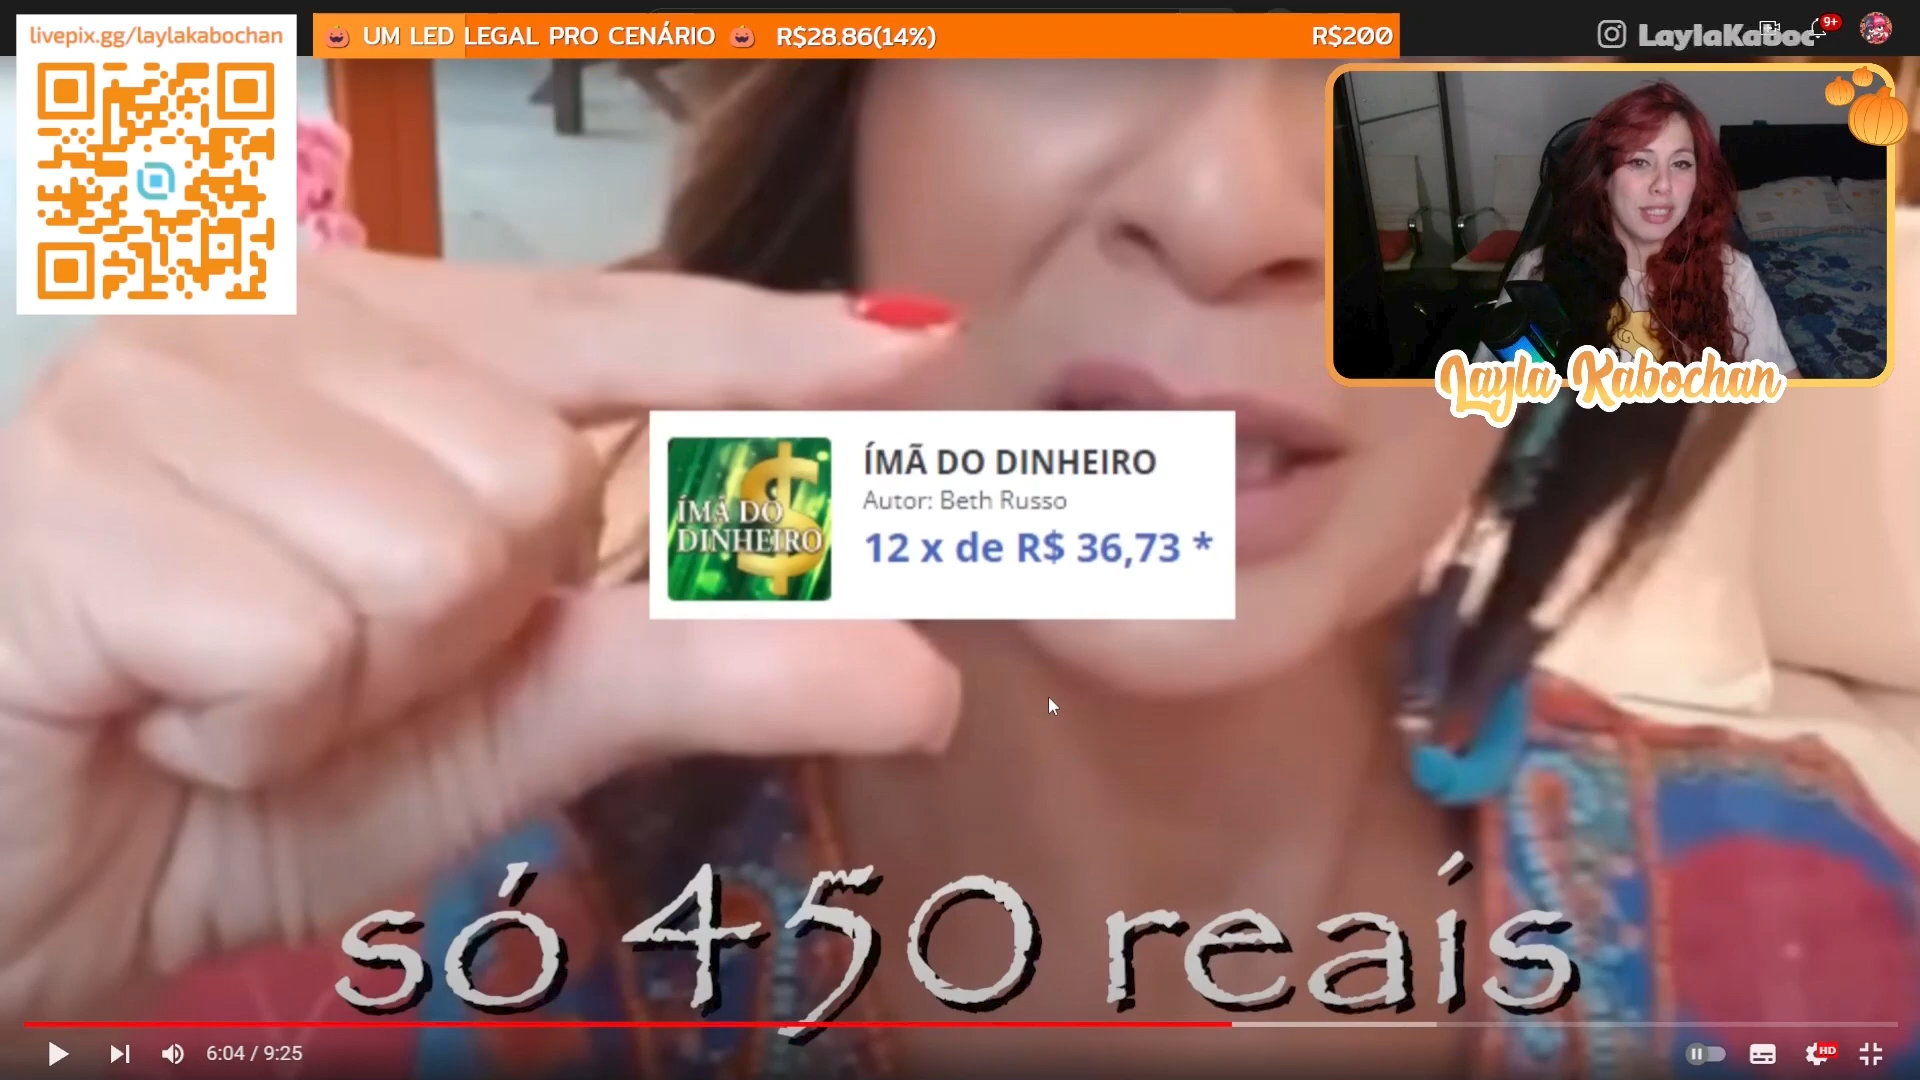 livepix.gg/laylakabochan
UM LED LEGAL PRO CENÁRIO
R$28.86(14%)
R$200
9+
Layla Kabochan
ÍMÃ DO DINHEIRO
Autor: Beth Russo
12 x de R$ 36,73 *
ÍMÃ DO
DINHEIRO
só 450 reais
6:04 / 9:25
HD